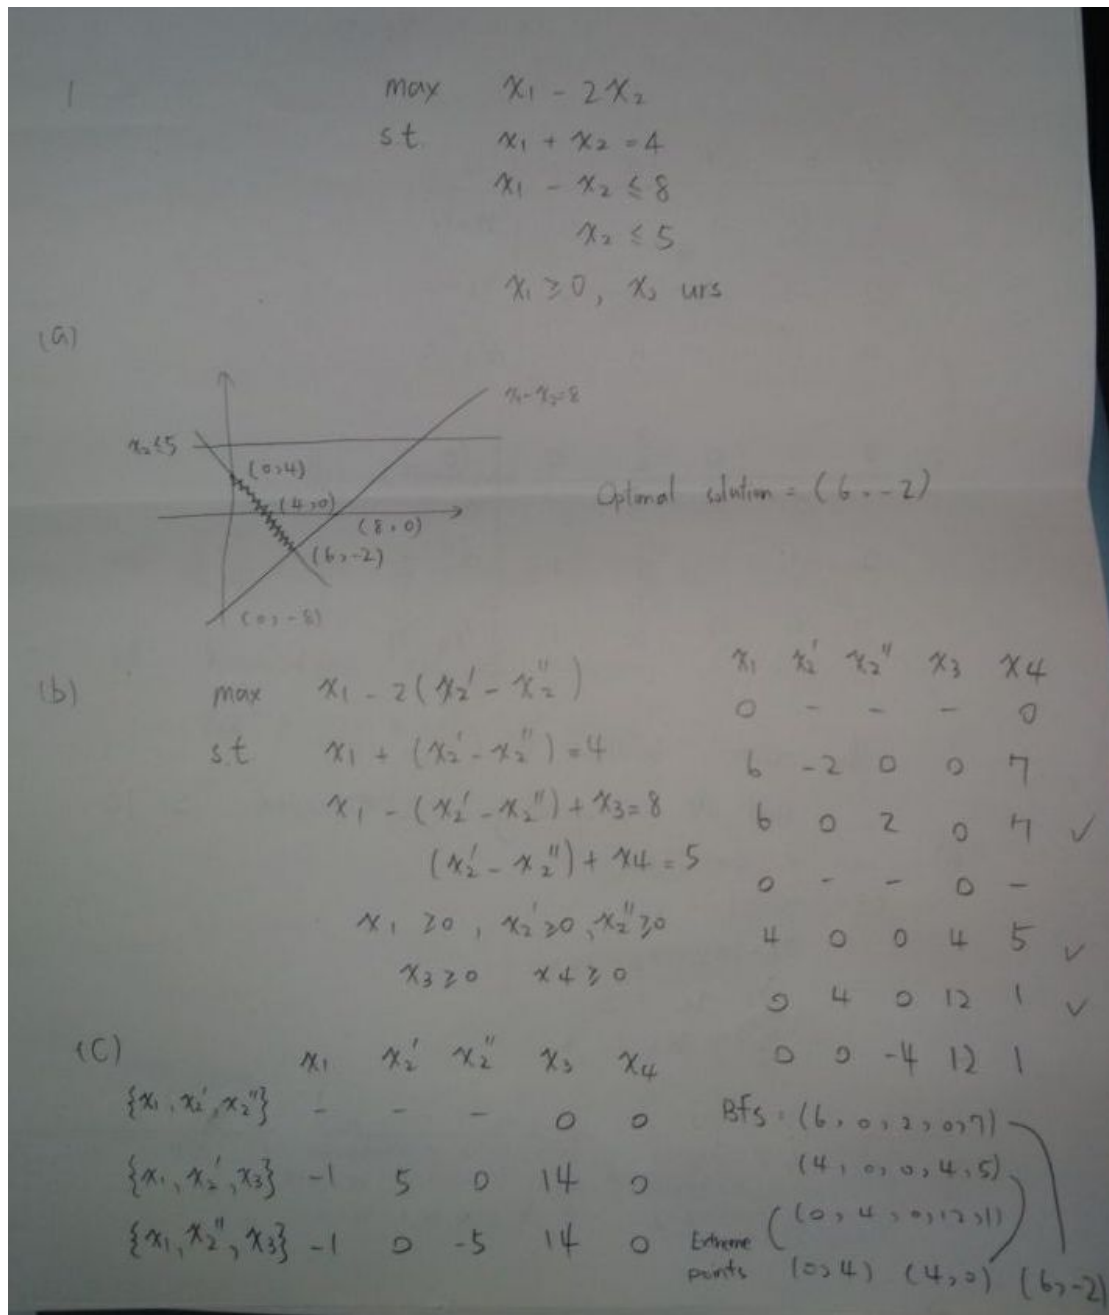 1
max x₁ - 2x₂
s.t. x₁ + x₂ = 4
x₁ - x₂ ≤ 8
x₂ ≤ 5
x₁ ≥ 0, x₂ urs
(a)
x₁-x₂=8
x₂≤5
(0,4)
(4,0)
(8,0)
(6,-2)
(0,-8)
Optimal solution = (6, -2)
(b)
max x₁ - 2(x₂' - x₂'')
s.t x₁ + (x₂' - x₂'') = 4
x₁ - (x₂' - x₂'') + x₃ = 8
(x₂' - x₂'') + x4 = 5
x₁ ≥0, x₂'≥0, x₂''≥0
x₃≥0 x4≥0
x₁ x₂' x₂'' x₃ x4
0 - - - 0
6 -2 0 0 7
6 0 2 0 7 ✓
0 - - 0 -
4 0 0 4 5 ✓
0 4 0 12 1 ✓
0 0 -4 12 1
(C)
x₁ x₂' x₂'' x₃ x₄
{x₁, x₂', x₂''} - - - 0 0
{x₁, x₂', x₃} -1 5 0 14 0
{x₁, x₂'', x₃} -1 0 -5 14 0
Bfs : (6, 0, 2, 0, 7)
(4, 0, 0, 4, 5)
(0, 4, 0, 12, 1)
Extreme points (0,4) (4,0) (6,-2)